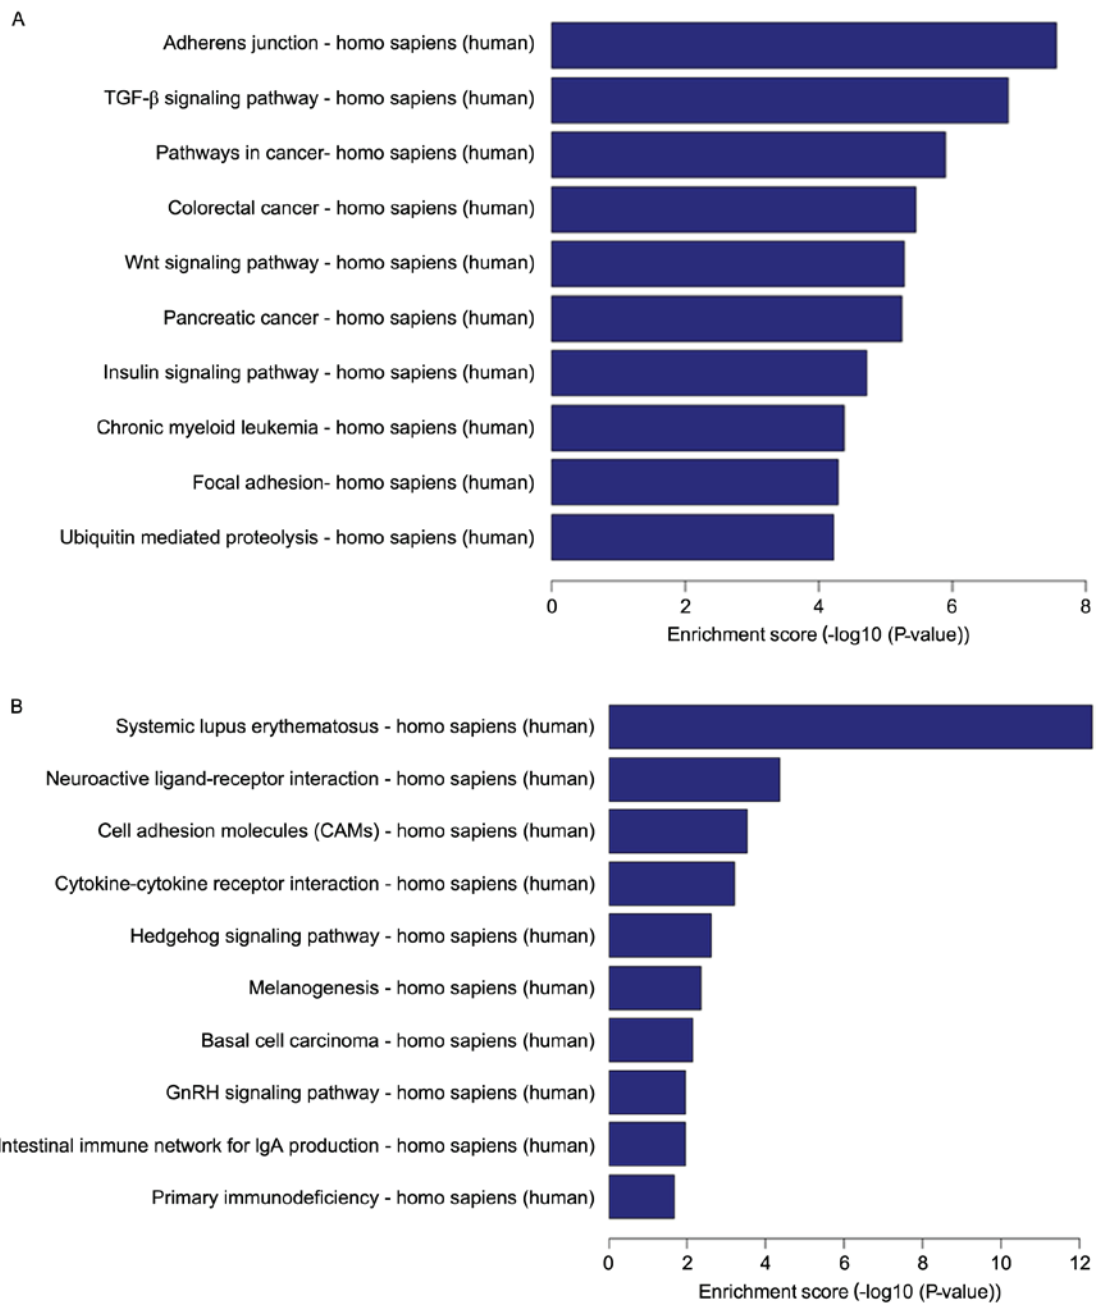 A
Adherens junction - homo sapiens (human)
TGF-β signaling pathway - homo sapiens (human)
Pathways in cancer- homo sapiens (human)
Colorectal cancer - homo sapiens (human)
Wnt signaling pathway - homo sapiens (human)
Pancreatic cancer - homo sapiens (human)
Insulin signaling pathway - homo sapiens (human)
Chronic myeloid leukemia - homo sapiens (human)
Focal adhesion- homo sapiens (human)
Ubiquitin mediated proteolysis - homo sapiens (human)
0 2 4 6 8
Enrichment score (-log10 (P-value))
B
Systemic lupus erythematosus - homo sapiens (human)
Neuroactive ligand-receptor interaction - homo sapiens (human)
Cell adhesion molecules (CAMs) - homo sapiens (human)
Cytokine-cytokine receptor interaction - homo sapiens (human)
Hedgehog signaling pathway - homo sapiens (human)
Melanogenesis - homo sapiens (human)
Basal cell carcinoma - homo sapiens (human)
GnRH signaling pathway - homo sapiens (human)
Intestinal immune network for IgA production - homo sapiens (human)
Primary immunodeficiency - homo sapiens (human)
0 2 4 6 8 10 12
Enrichment score (-log10 (P-value))